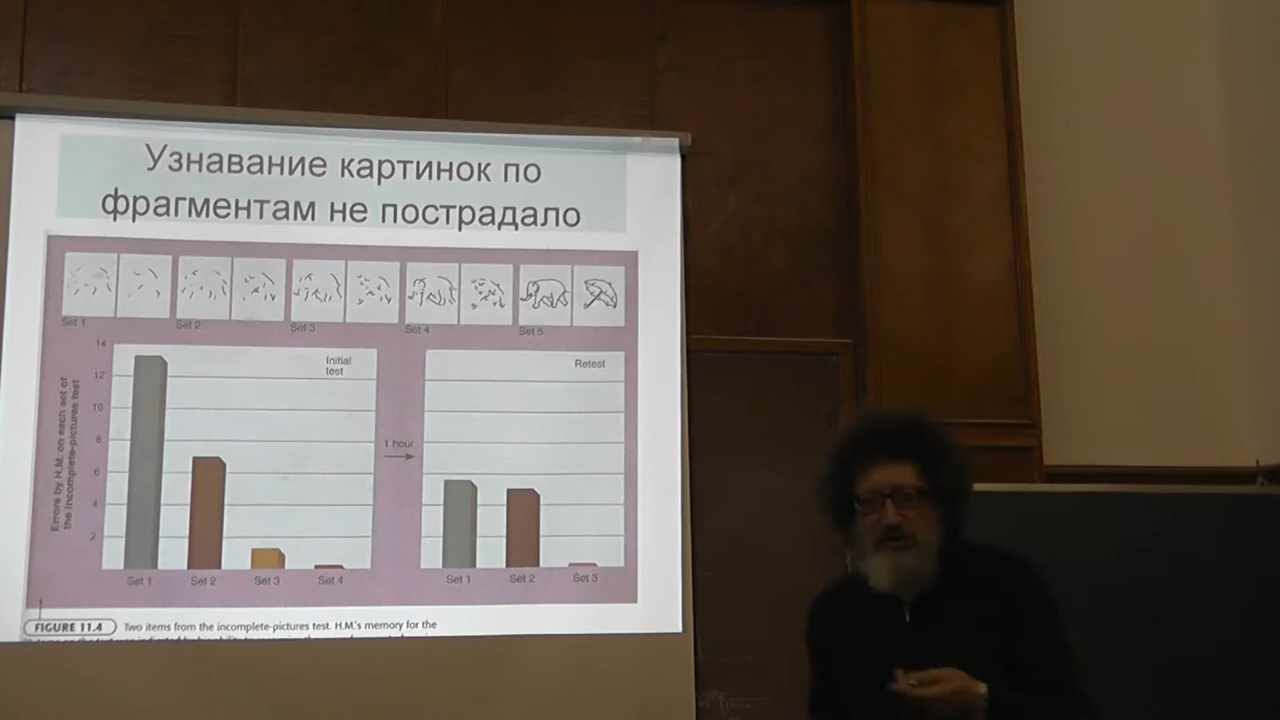 Узнавание картинок по
фрагментам не пострадало
Set 1
Set 2
Set 3
Set 4
Set 5
Errors by H.M. on each set of
the incomplete-pictures test
14
12
10
8
6
4
2
Initial
test
Set 1
Set 2
Set 3
Set 4
1 hour
Retest
Set 1
Set 2
Set 3
FIGURE 11.4 Two items from the incomplete-pictures test. H.M.'s memory for the